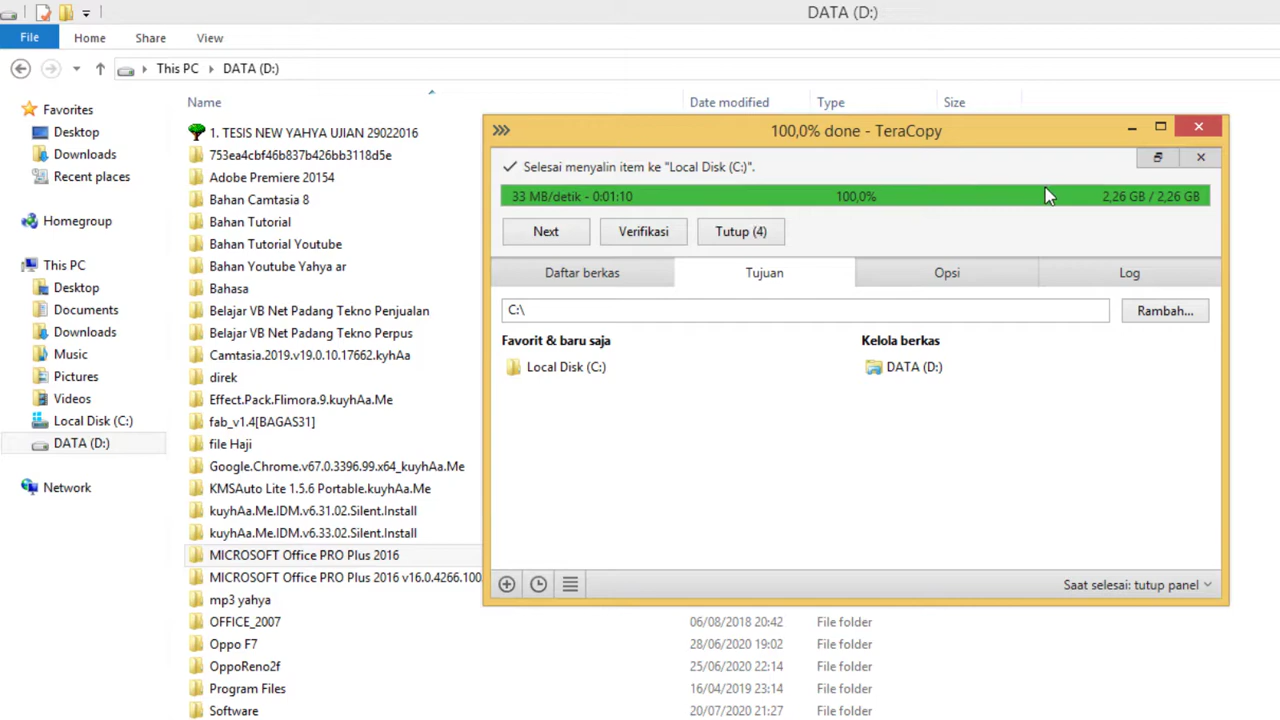 DATA (D:)
File Home Share View
This PC DATA (D:)
Name Date modified Type Size
Favorites
Desktop
Downloads
Recent places
Homegroup
This PC
Desktop
Documents
Downloads
Music
Pictures
Videos
Local Disk (C:)
DATA (D:)
Network
1. TESIS NEW YAHYA UJIAN 29022016
753ea4cbf46b837b426bb3118d5e
Adobe Premiere 20154
Bahan Camtasia 8
Bahan Tutorial
Bahan Tutorial Youtube
Bahan Youtube Yahya ar
Bahasa
Belajar VB Net Padang Tekno Penjualan
Belajar VB Net Padang Tekno Perpus
Camtasia.2019.v19.0.10.17662.kyhAa
direk
Effect.Pack.Flimora.9.kuyhAa.Me
fab_v1.4[BAGAS31]
file Haji
Google.Chrome.v67.0.3396.99.x64_kuyhAa.Me
KMSAuto Lite 1.5.6 Portable.kuyhAa.Me
kuyhAa.Me.IDM.v6.31.02.Silent.Install
kuyhAa.Me.IDM.v6.33.02.Silent.Install
MICROSOFT Office PRO Plus 2016
MICROSOFT Office PRO Plus 2016 v16.0.4266.100
mp3 yahya
OFFICE_2007 06/08/2018 20:42 File folder
Oppo F7 28/06/2020 19:02 File folder
OppoReno2f 25/06/2020 22:14 File folder
Program Files 16/04/2019 23:14 File folder
Software 20/07/2020 21:27 File folder
100,0% done - TeraCopy
Selesai menyalin item ke "Local Disk (C:)".
33 MB/detik - 0:01:10 100,0% 2,26 GB / 2,26 GB
Next Verifikasi Tutup (4)
Daftar berkas Tujuan Opsi Log
C:\ Rambah...
Favorit & baru saja Kelola berkas
Local Disk (C:) DATA (D:)
Saat selesai: tutup panel